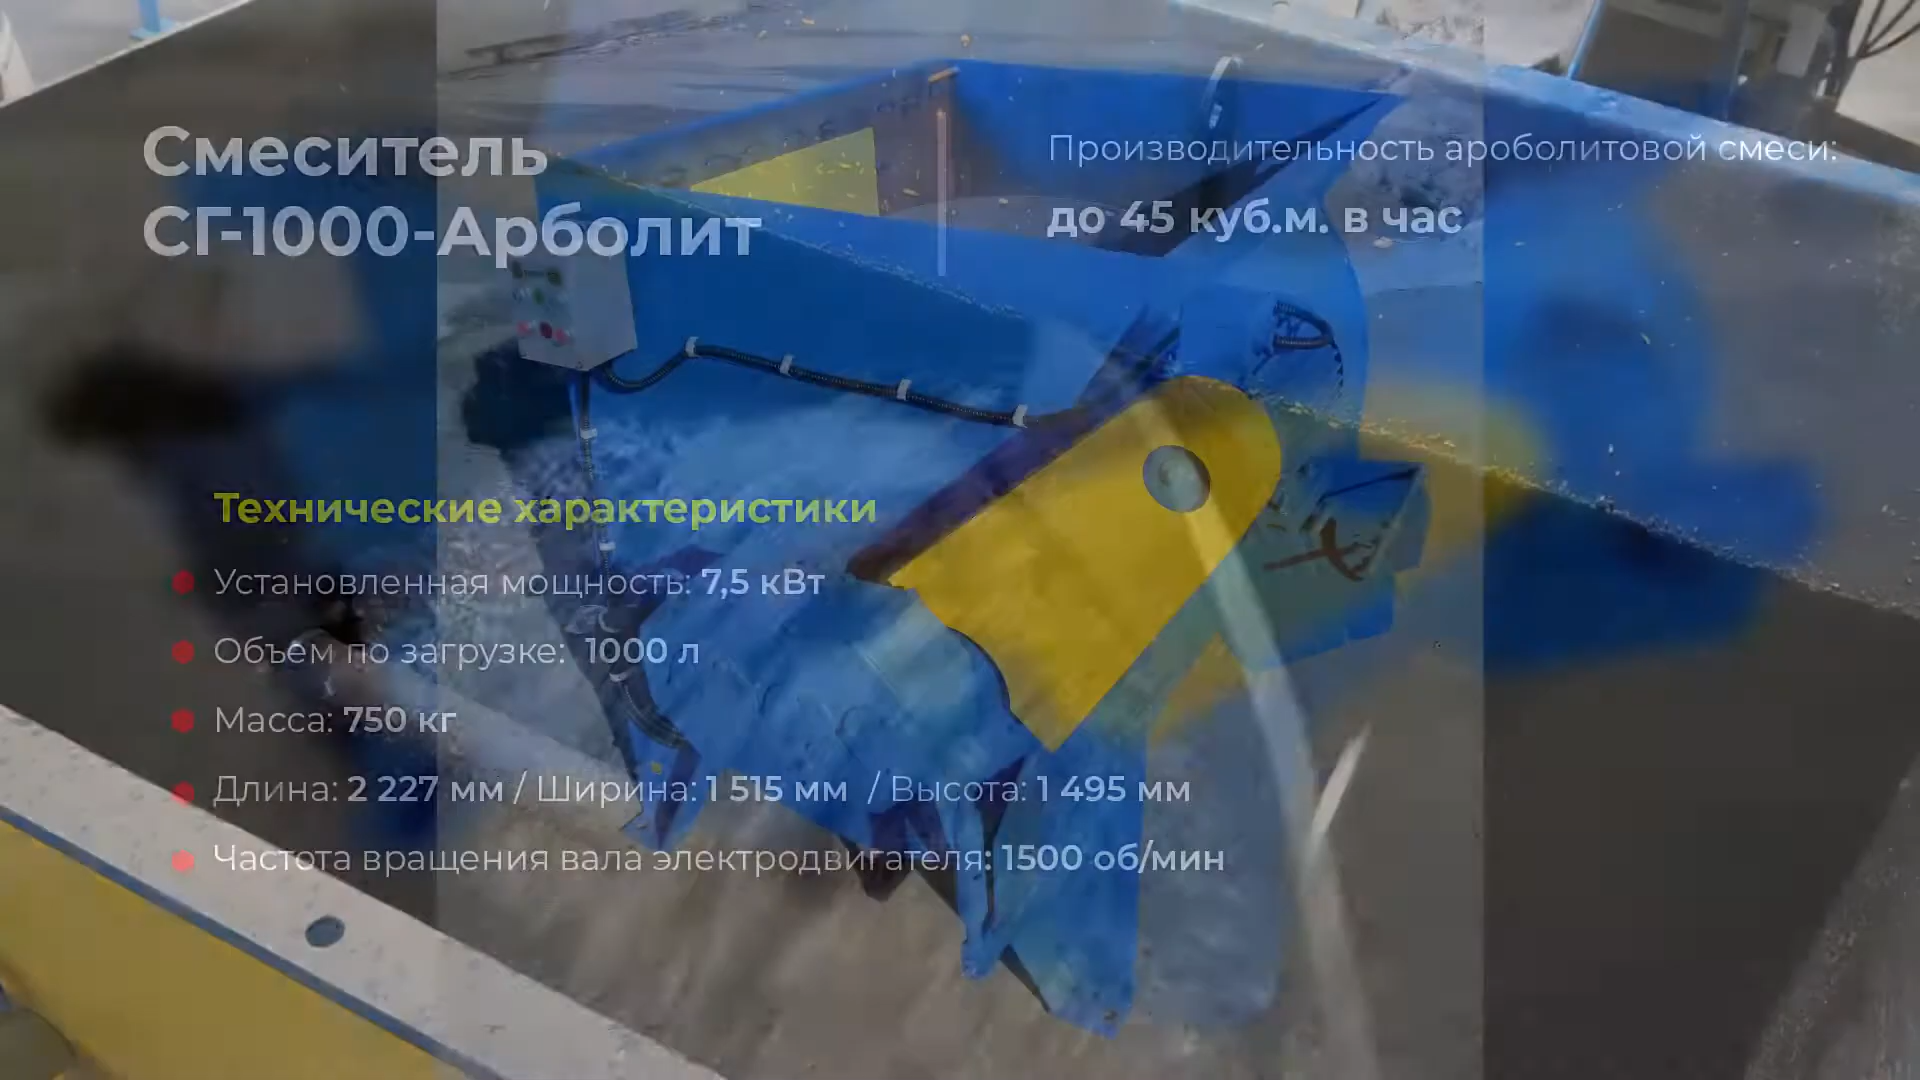 Смеситель
СГ-1000-Арболит
Производительность ароболитовой смеси:
до 45 куб.м. в час
Технические характеристики
Установленная мощность: 7,5 кВт
Объем по загрузке: 1000 л
Масса: 750 кг
Длина: 2 227 мм / Ширина: 1 515 мм / Высота: 1 495 мм
Частота вращения вала электродвигателя: 1500 об/мин